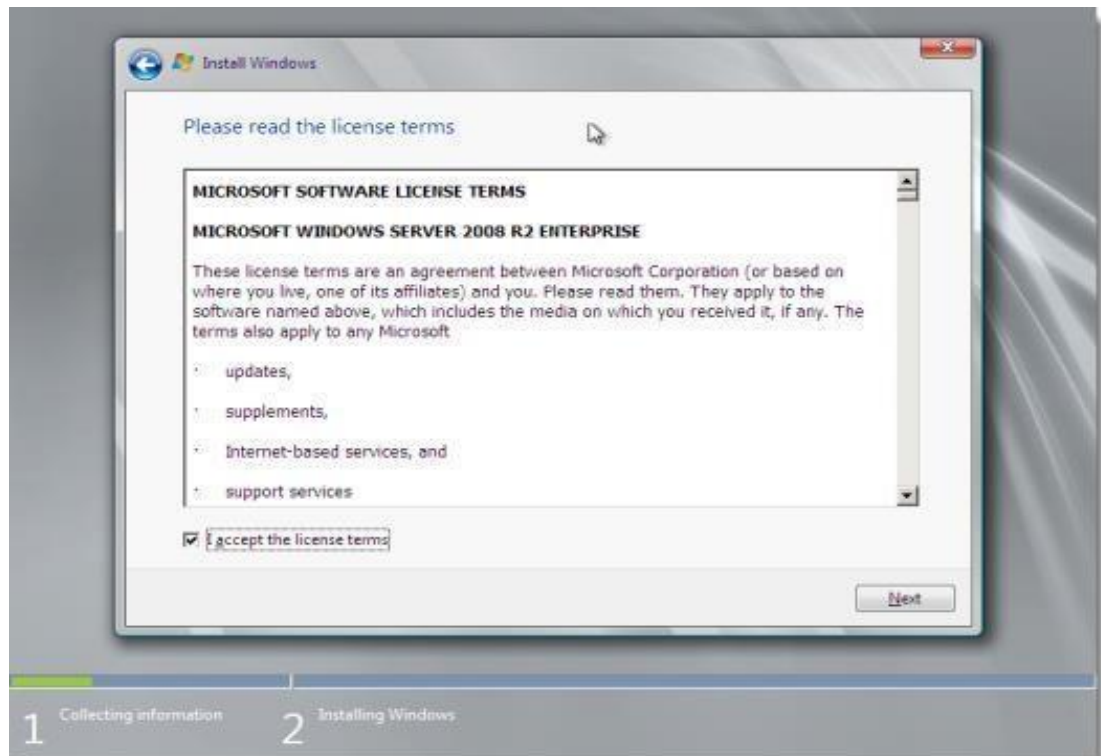 Install Windows
Please read the license terms
MICROSOFT SOFTWARE LICENSE TERMS
MICROSOFT WINDOWS SERVER 2008 R2 ENTERPRISE
These license terms are an agreement between Microsoft Corporation (or based on
where you live, one of its affiliates) and you. Please read them. They apply to the
software named above, which includes the media on which you received it, if any. The
terms also apply to any Microsoft
· updates,
· supplements,
· Internet-based services, and
· support services
I accept the license terms
Next
1 Collecting information
2 Installing Windows